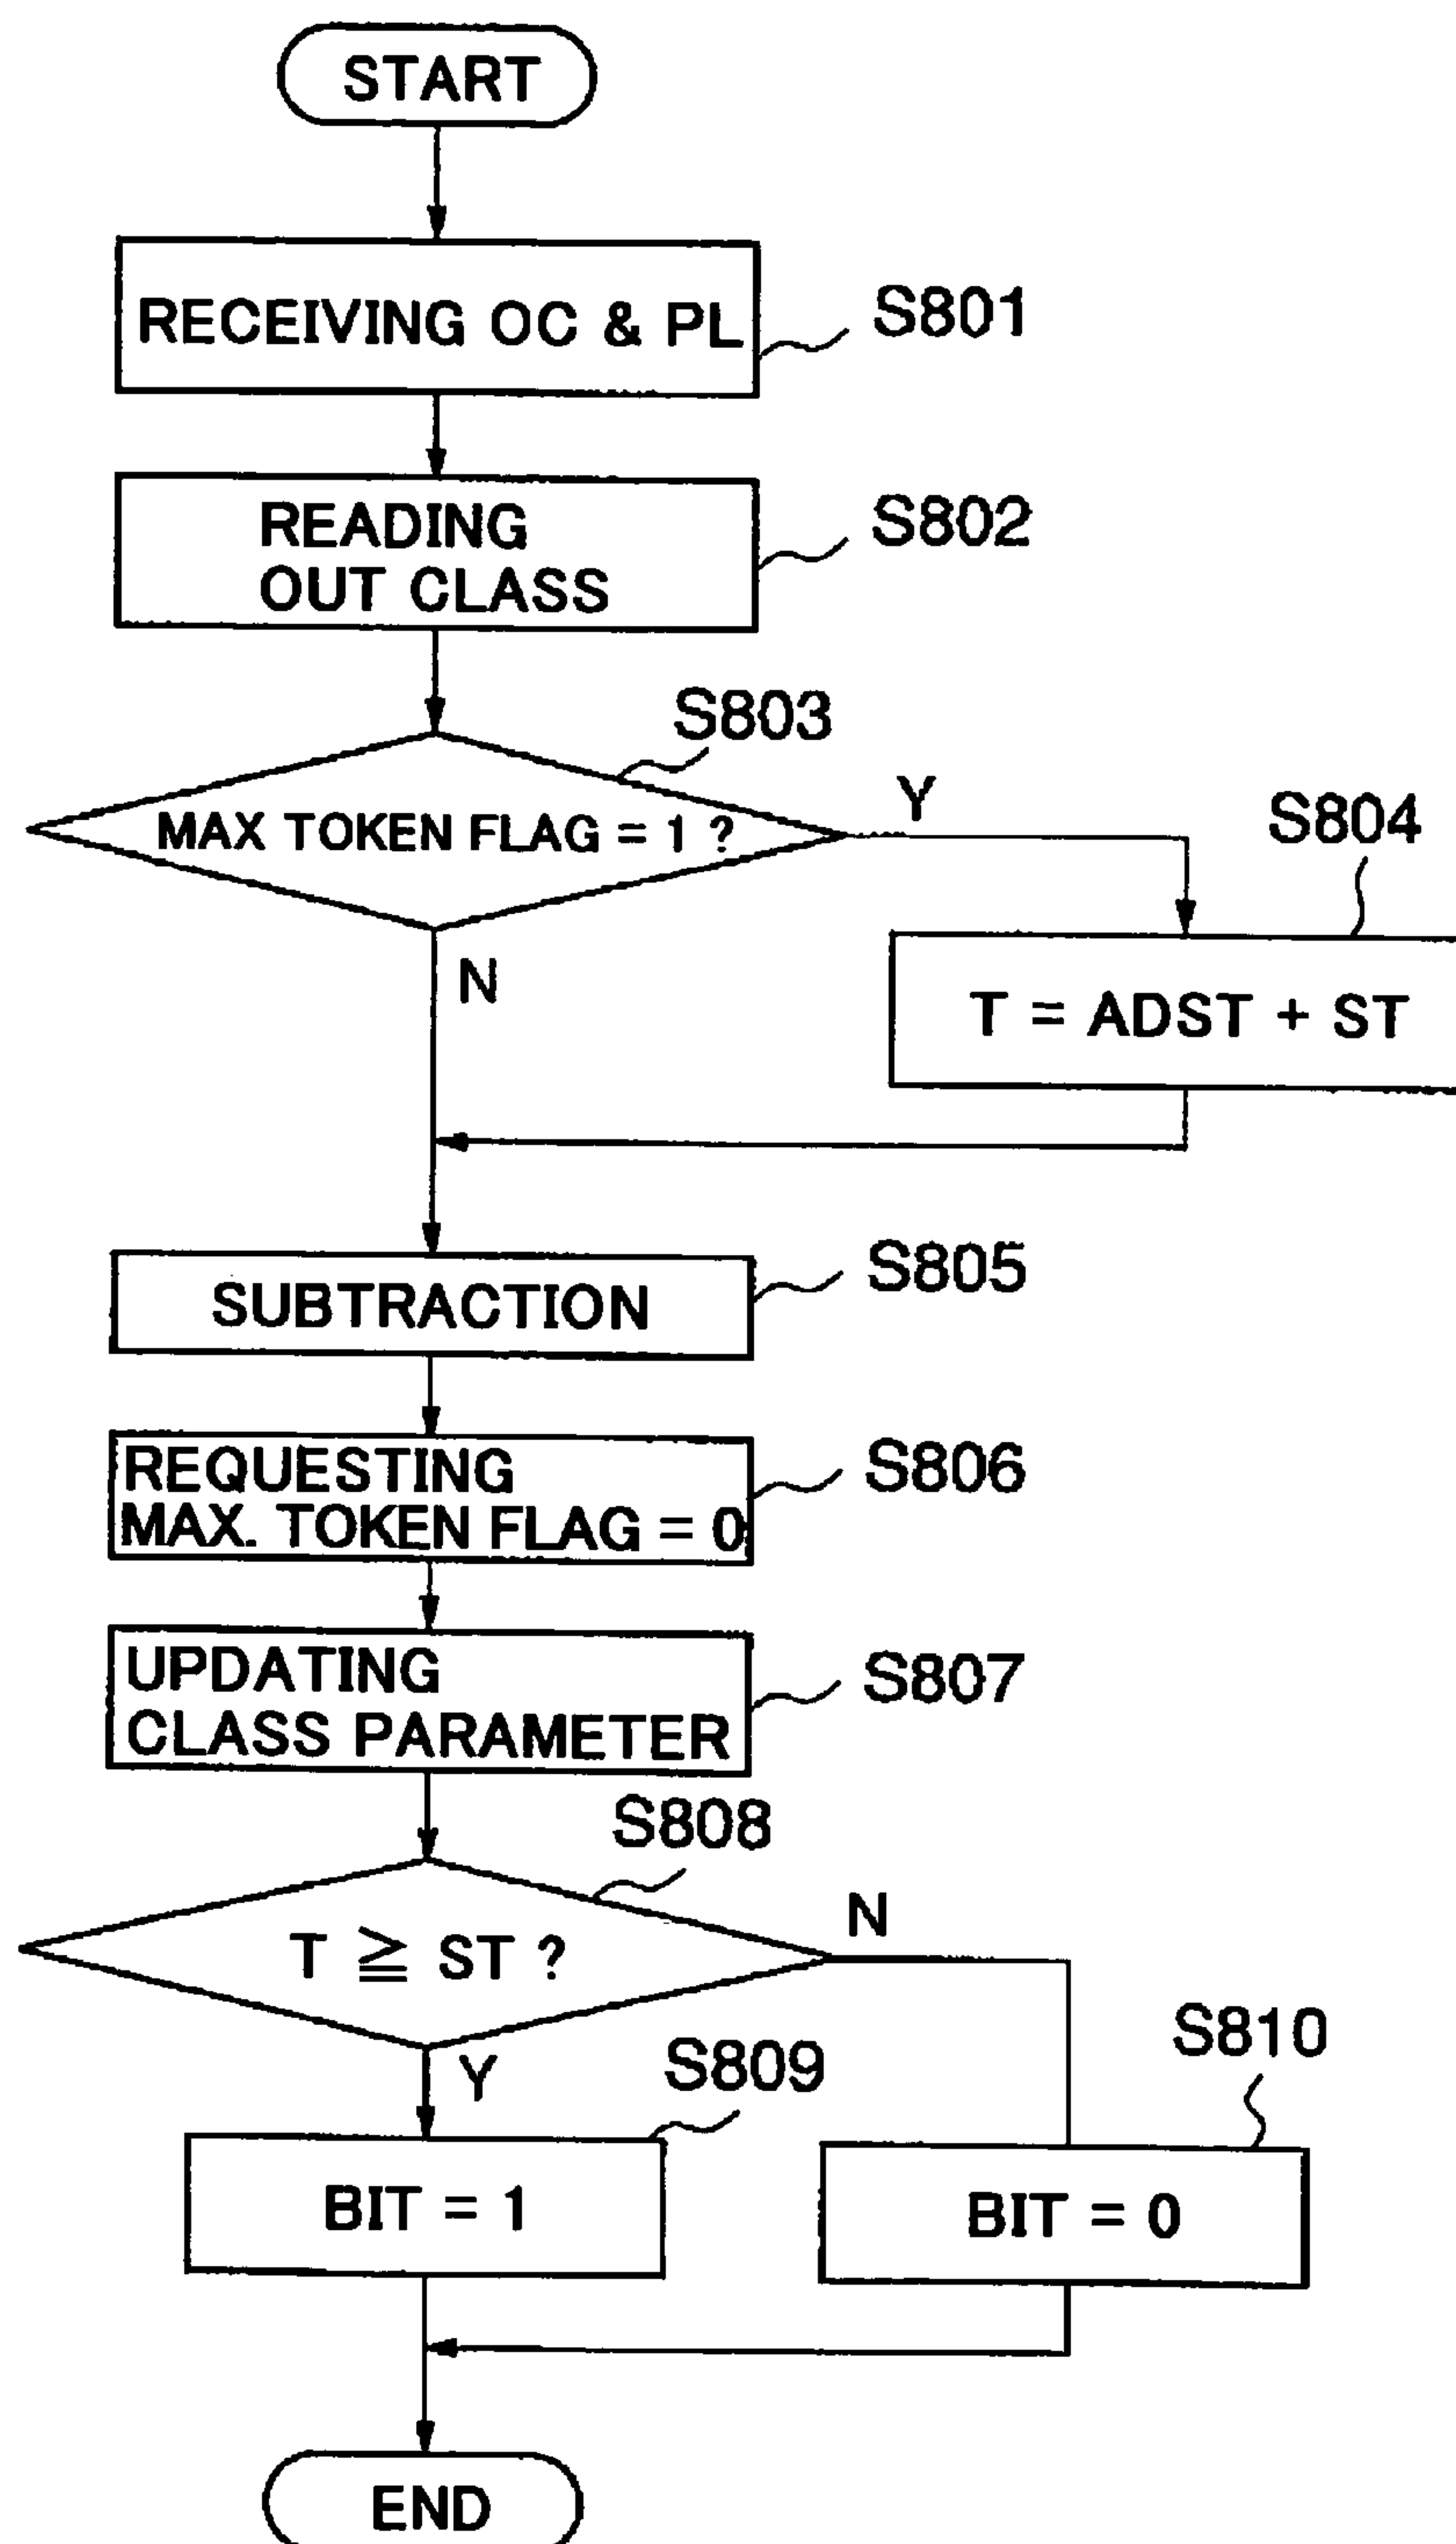 START
RECEIVING OC & PL
S801
READING
OUT CLASS
S802
S803
MAX TOKEN FLAG = 1 ?
Y
N
S804
T = ADST + ST
SUBTRACTION
S805
REQUESTING
MAX. TOKEN FLAG = 0
S806
UPDATING
CLASS PARAMETER
S807
S808
T ≧ ST ?
N
Y
S809
BIT = 1
S810
BIT = 0
END